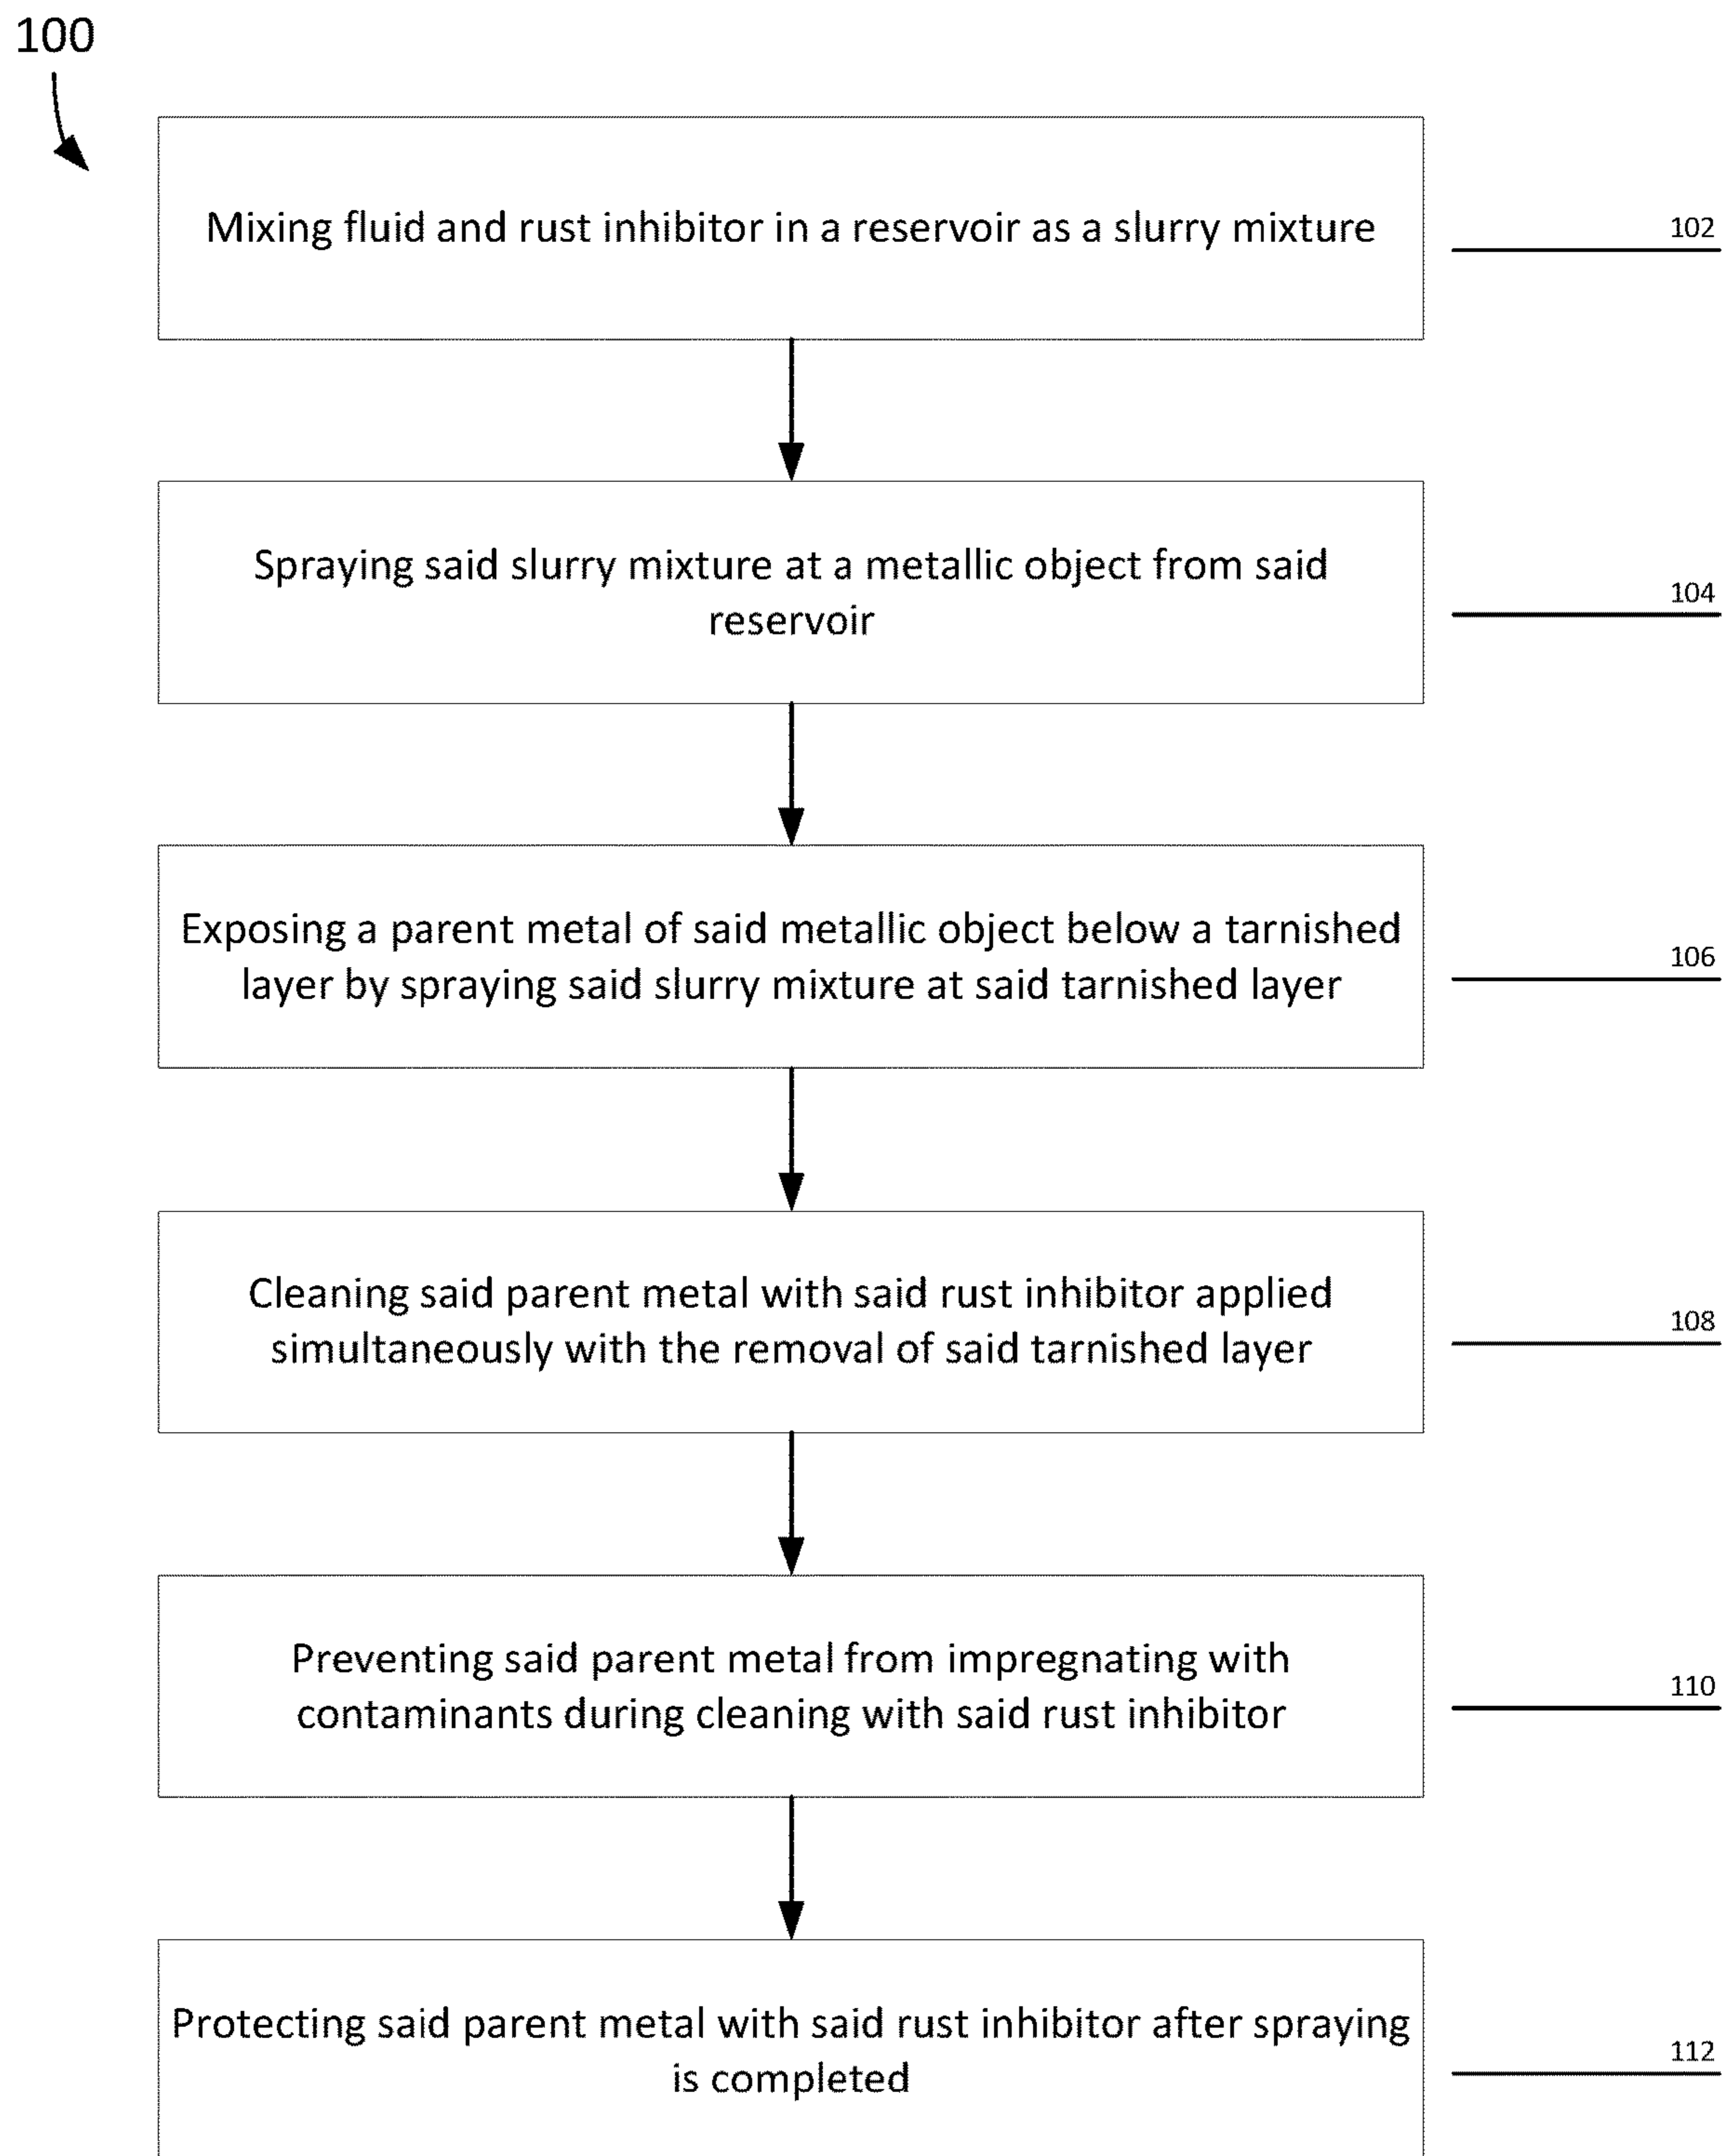 100
Mixing fluid and rust inhibitor in a reservoir as a slurry mixture
102
Spraying said slurry mixture at a metallic object from said
reservoir
104
Exposing a parent metal of said metallic object below a tarnished
layer by spraying said slurry mixture at said tarnished layer
106
Cleaning said parent metal with said rust inhibitor applied
simultaneously with the removal of said tarnished layer
108
Preventing said parent metal from impregnating with
contaminants during cleaning with said rust inhibitor
110
Protecting said parent metal with said rust inhibitor after spraying
is completed
112